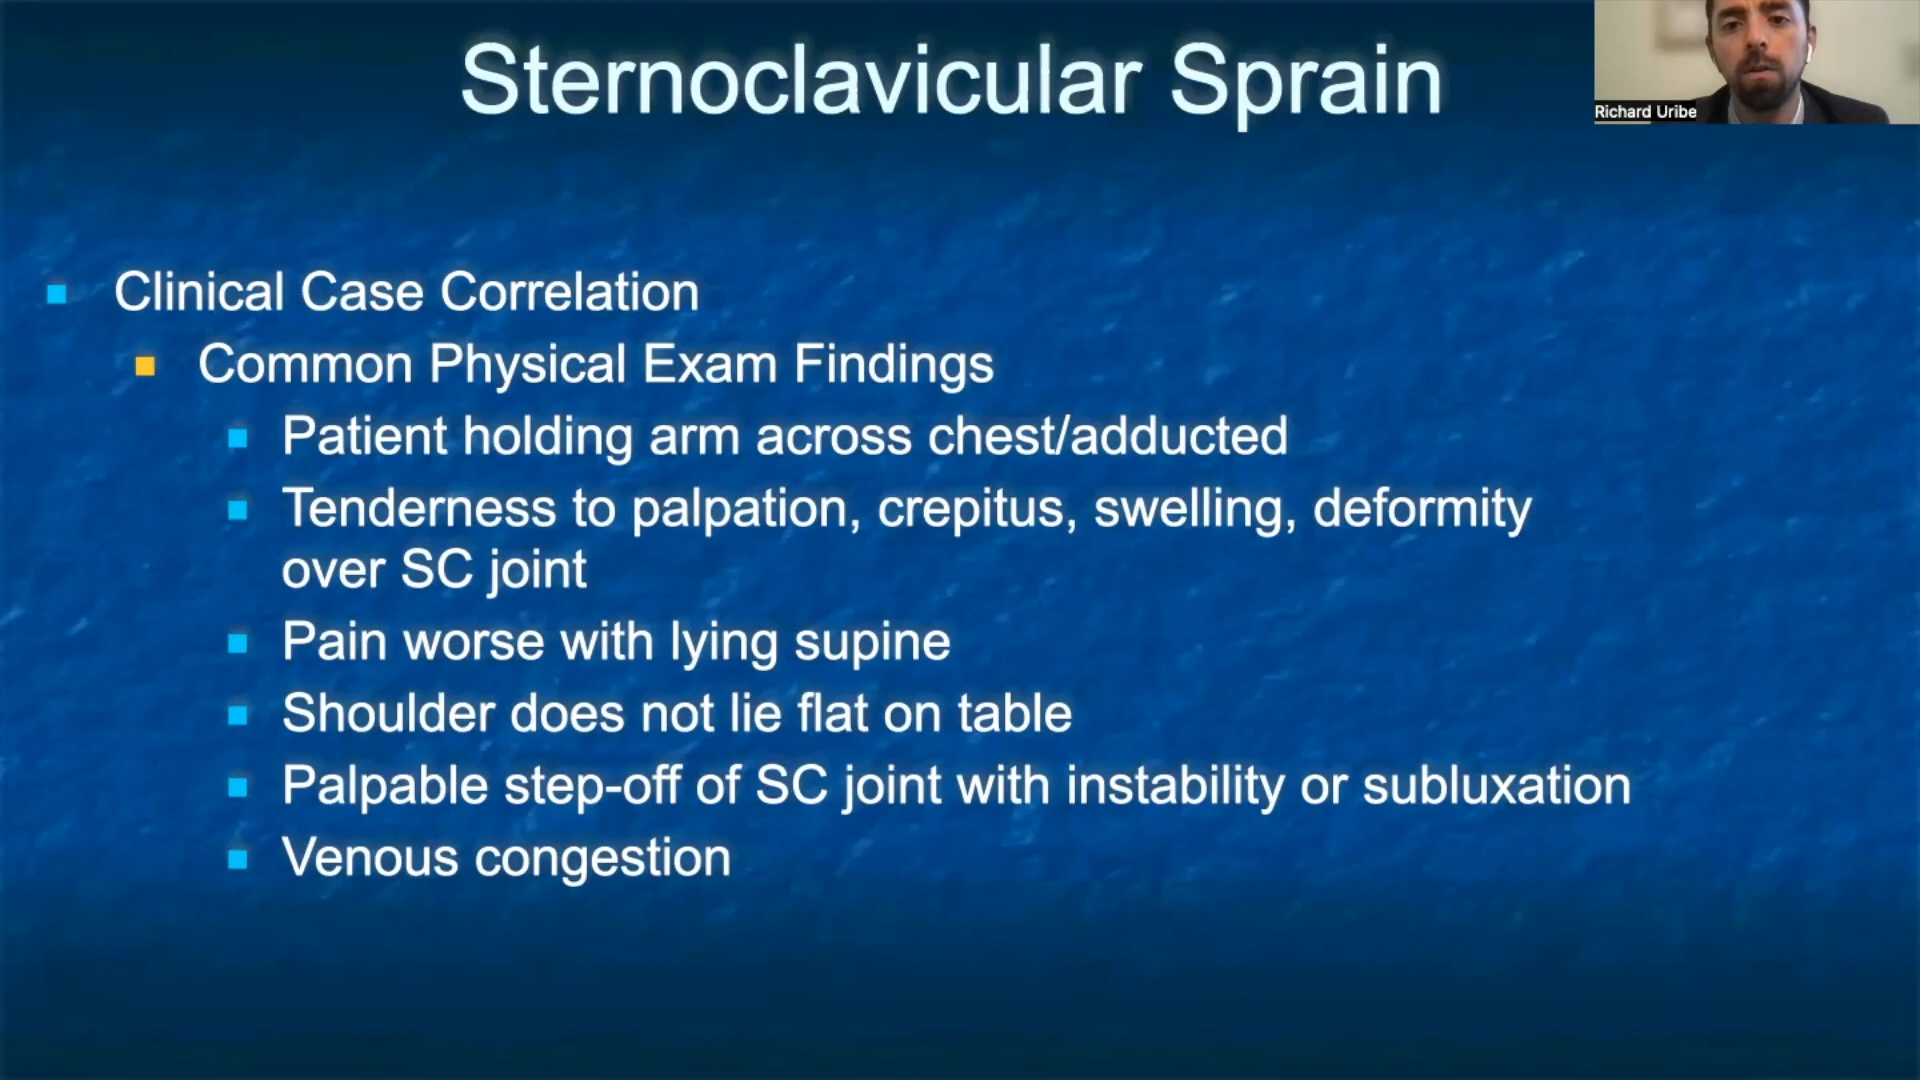 Sternoclavicular Sprain
Richard Uribe
Clinical Case Correlation
Common Physical Exam Findings
Patient holding arm across chest/adducted
Tenderness to palpation, crepitus, swelling, deformity
over SC joint
Pain worse with lying supine
Shoulder does not lie flat on table
Palpable step-off of SC joint with instability or subluxation
Venous congestion